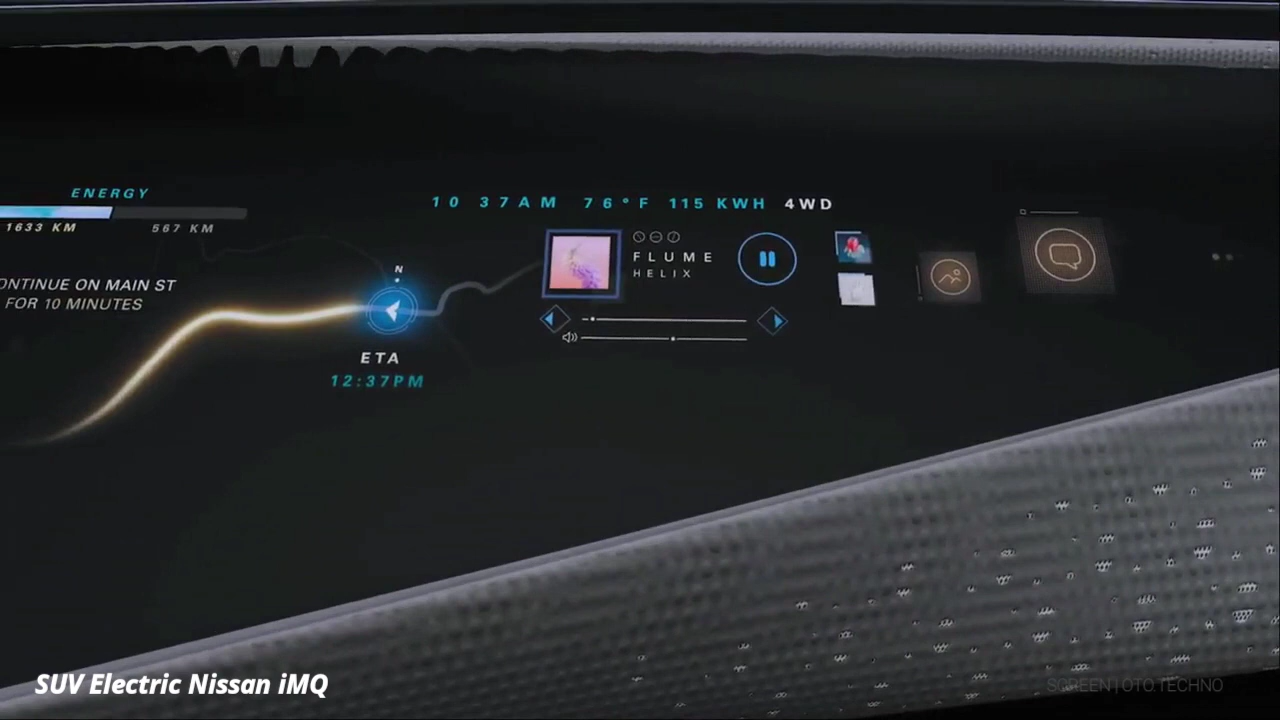 ENERGY
1633 KM
567 KM
10 37AM 76°F 115 KWH 4WD
ONTINUE ON MAIN ST
FOR 10 MINUTES
N
ETA
12:37PM
FLUME
HELIX
SUV Electric Nissan iMQ
SCREEN | OTO TECHNO